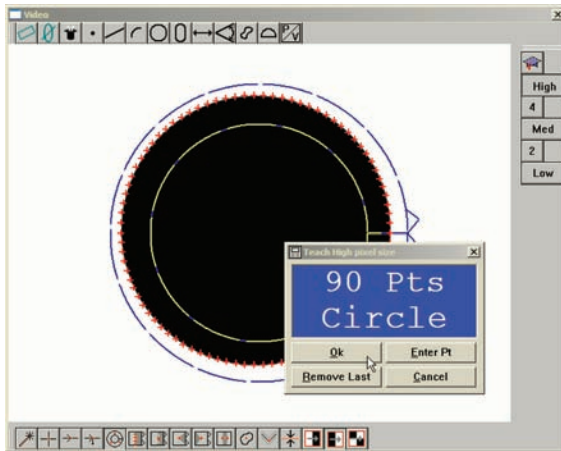 Video
P/V
High
4
Med
2
Low
Teach High pixel size
90 Pts
Circle
Ok
Enter Pt
Remove Last
Cancel